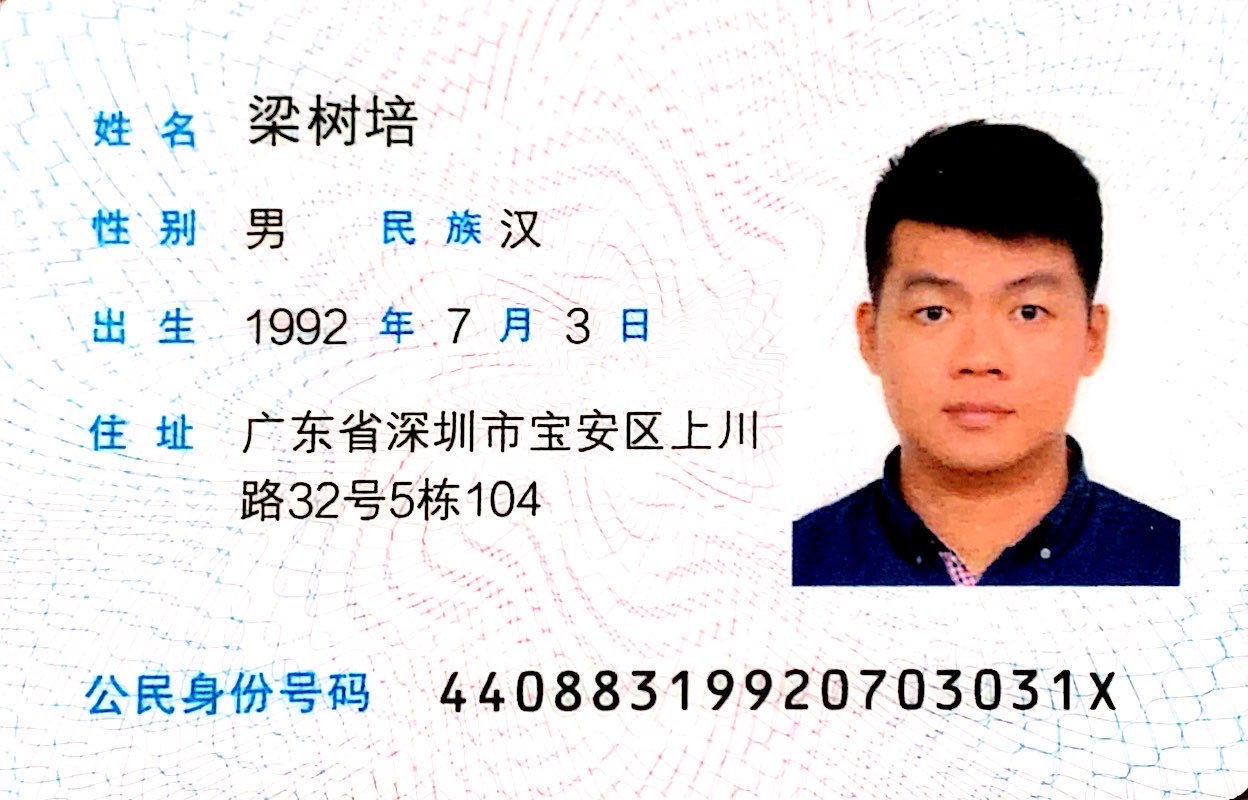 姓名 梁树培
性别 男 民族 汉
出生 1992 年 7 月 3 日
住址 广东省深圳市宝安区上川
路32号5栋104
公民身份号码 44088319920703031X